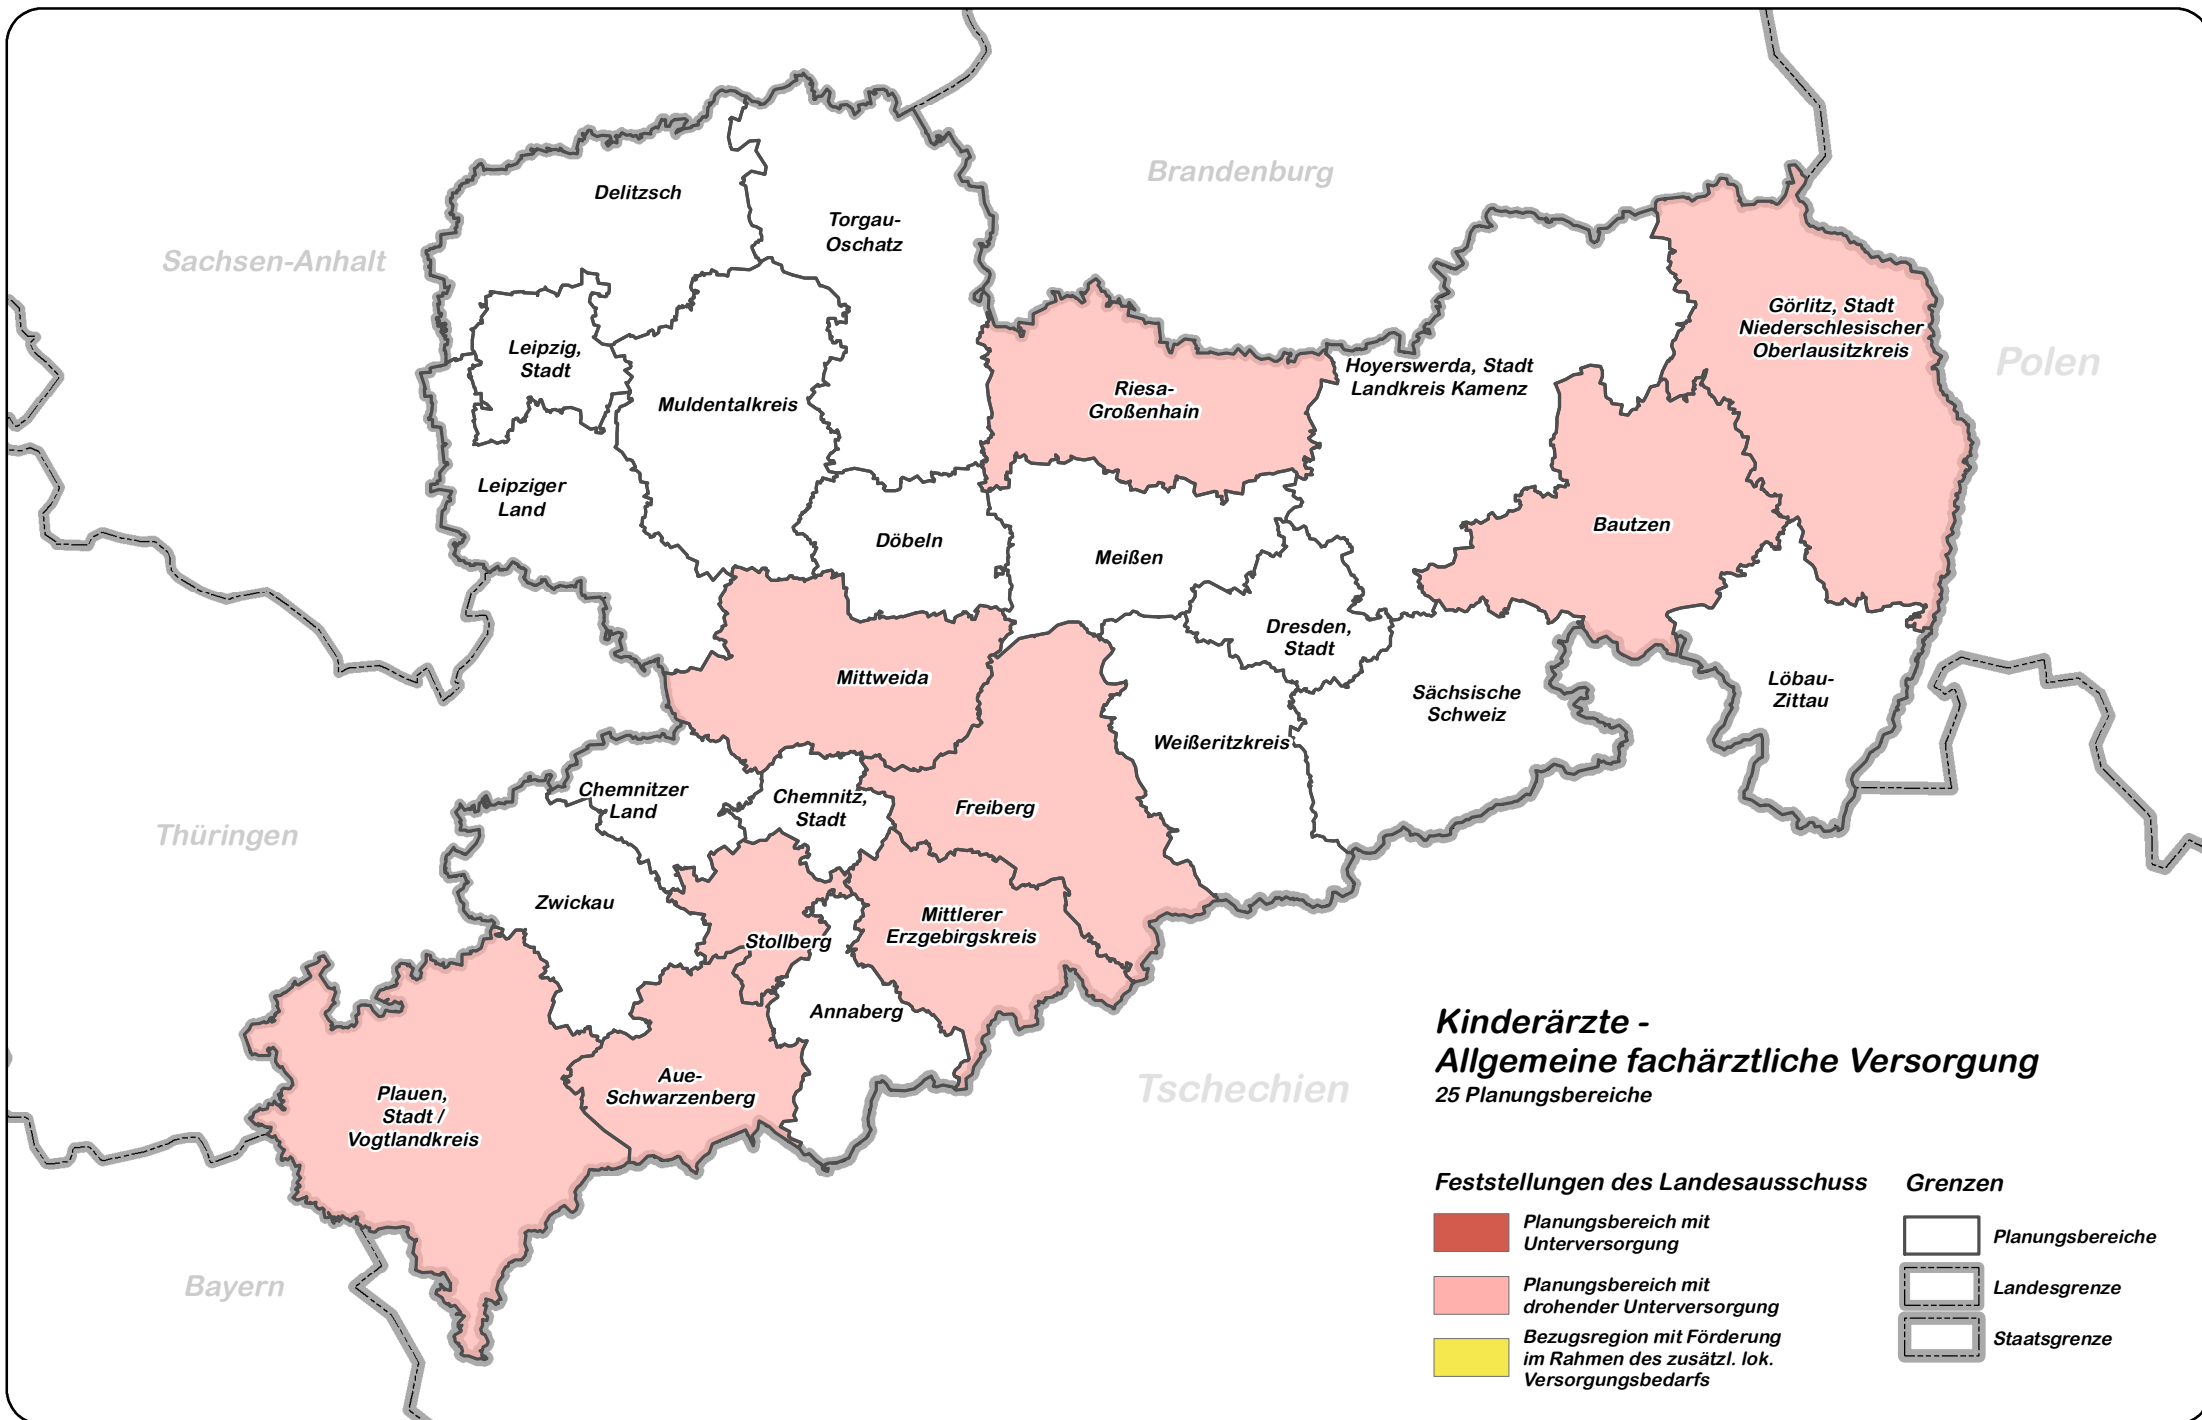 Brandenburg
Sachsen-Anhalt
Polen
Thüringen
Tschechien
Bayern
Delitzsch
Torgau-
Oschatz
Leipzig,
Stadt
Muldentalkreis
Leipziger
Land
Döbeln
Riesa-
Großenhain
Meißen
Hoyerswerda, Stadt
Landkreis Kamenz
Görlitz, Stadt
Niederschlesischer
Oberlausitzkreis
Bautzen
Löbau-
Zittau
Dresden,
Stadt
Sächsische
Schweiz
Weißeritzkreis
Mittweida
Freiberg
Chemnitzer
Land
Chemnitz,
Stadt
Zwickau
Stollberg
Mittlerer
Erzgebirgskreis
Annaberg
Aue-
Schwarzenberg
Plauen,
Stadt /
Vogtlandkreis
Kinderärzte -
Allgemeine fachärztliche Versorgung
25 Planungsbereiche
Feststellungen des Landesausschuss
Planungsbereich mit
Unterversorgung
Planungsbereich mit
drohender Unterversorgung
Bezugsregion mit Förderung
im Rahmen des zusätzl. lok.
Versorgungsbedarfs
Grenzen
Planungsbereiche
Landesgrenze
Staatsgrenze